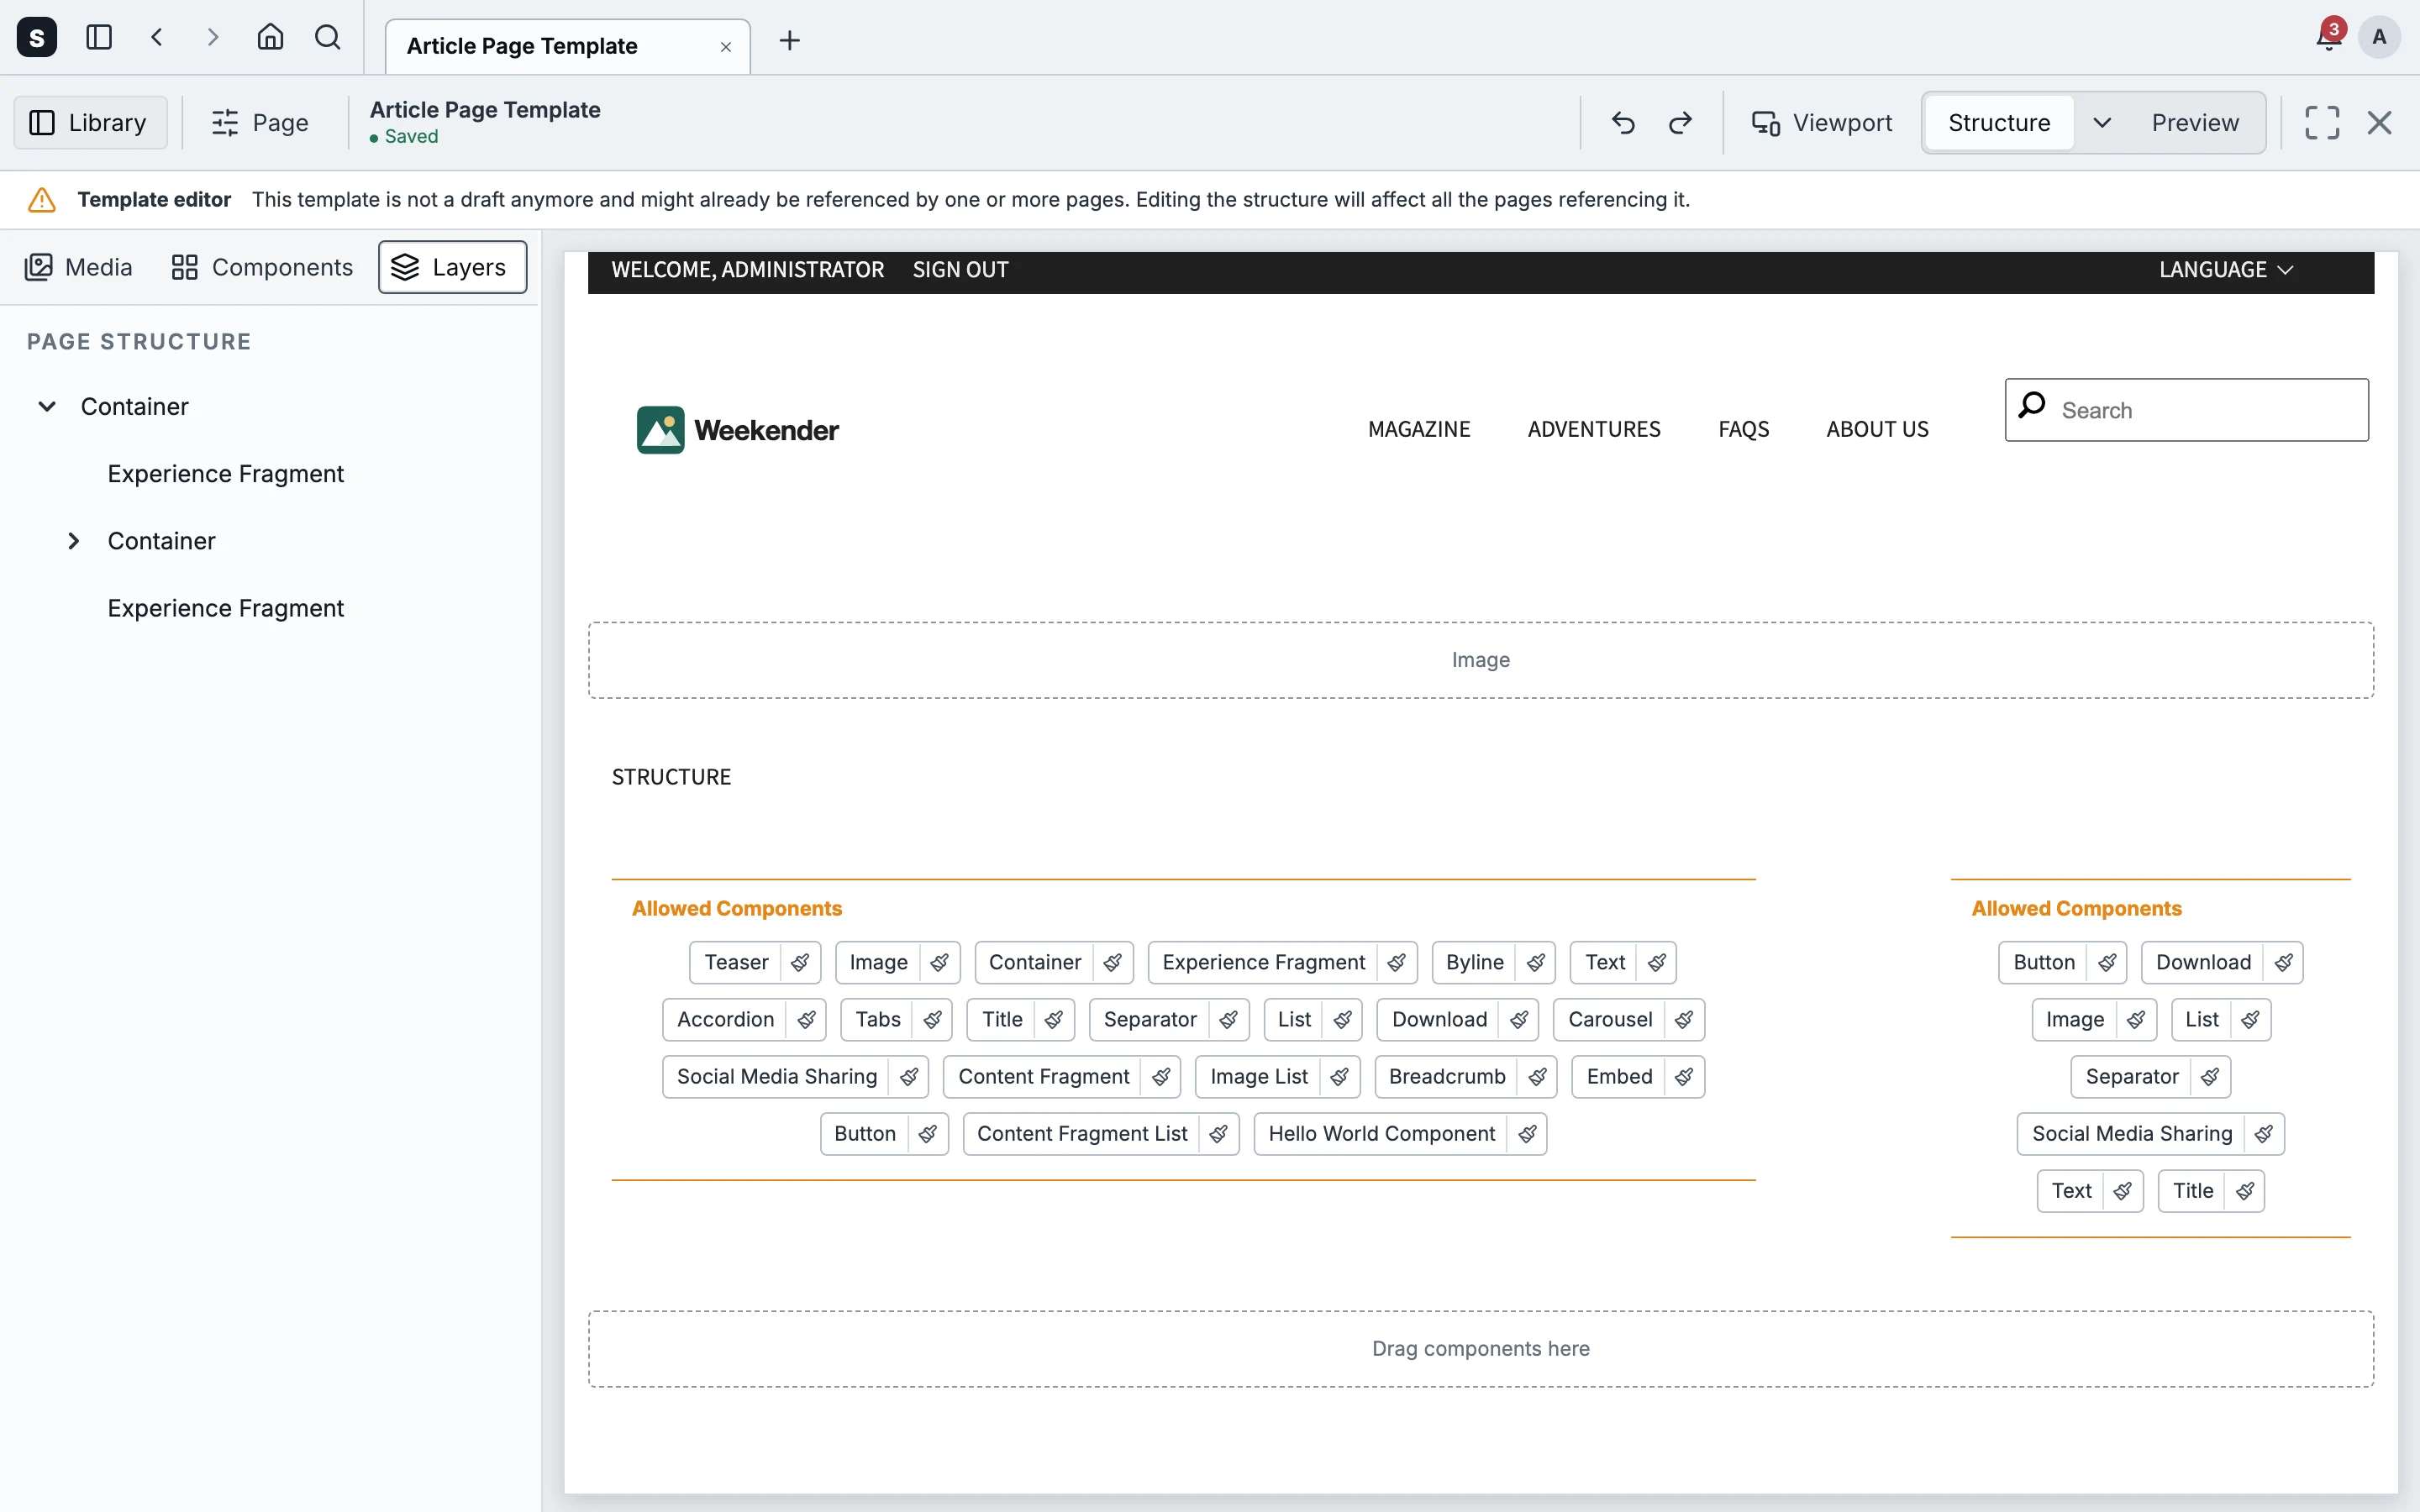 S
Article Page Template
3
A
Library
Page
Article Page Template
Saved
Viewport
Structure
Preview
Template editor This template is not a draft anymore and might already be referenced by one or more pages. Editing the structure will affect all the pages referencing it.
Media
Components
Layers
PAGE STRUCTURE
Container
Experience Fragment
Container
Experience Fragment
WELCOME, ADMINISTRATOR SIGN OUT LANGUAGE
Weekender
MAGAZINE ADVENTURES FAQS ABOUT US
Search
Image
STRUCTURE
Allowed Components
Teaser Image Container Experience Fragment Byline Text
Accordion Tabs Title Separator List Download Carousel
Social Media Sharing Content Fragment Image List Breadcrumb Embed
Button Content Fragment List Hello World Component
Allowed Components
Button Download
Image List
Separator
Social Media Sharing
Text Title
Drag components here